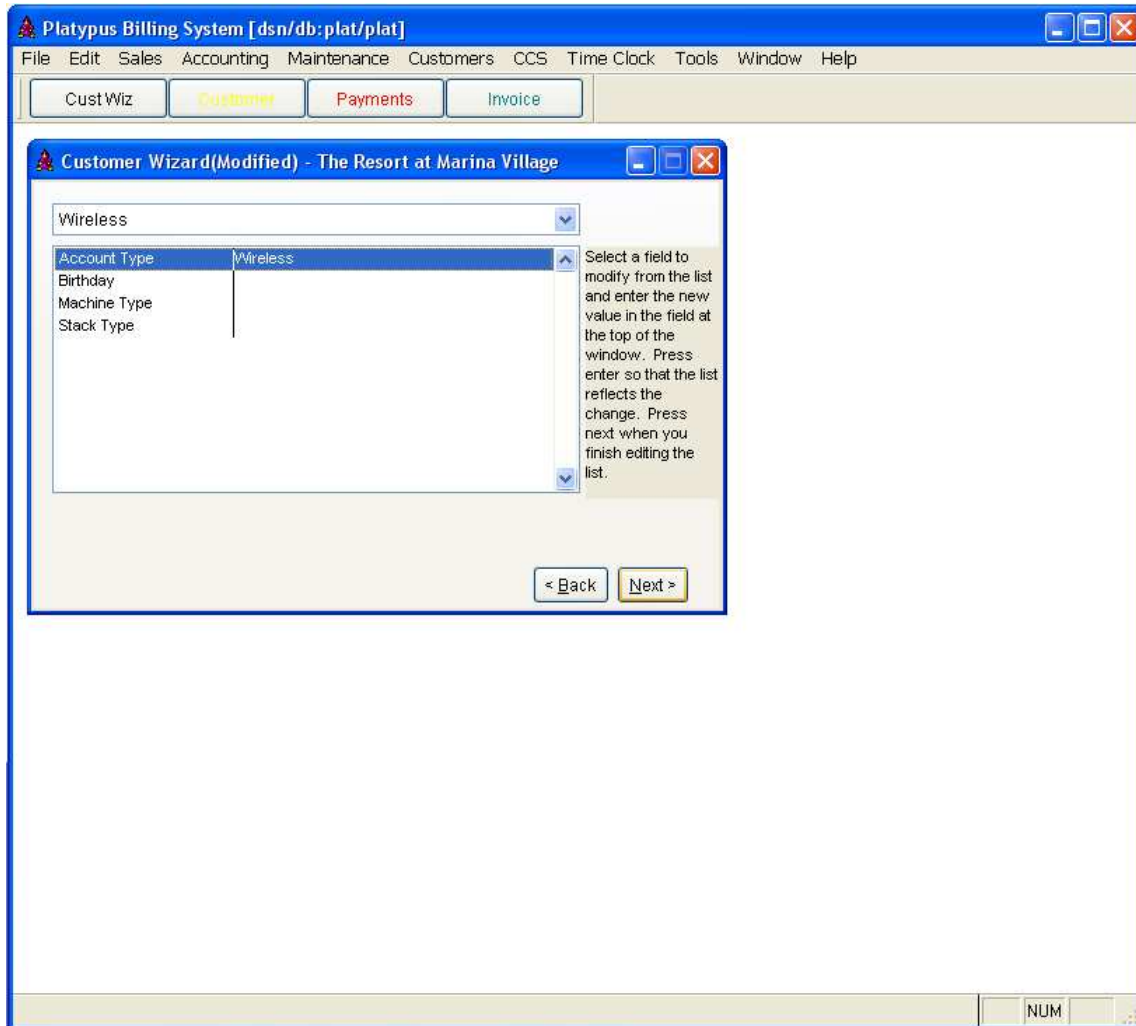 Platypus Billing System [dsn/db:plat/plat]
File Edit Sales Accounting Maintenance Customers CCS Time Clock Tools Window Help
Cust Wiz Customer Payments Invoice
Customer Wizard(Modified) - The Resort at Marina Village
Wireless
Account Type Wireless
Birthday
Machine Type
Stack Type
Select a field to
modify from the list
and enter the new
value in the field at
the top of the
window. Press
enter so that the list
reflects the
change. Press
next when you
finish editing the
list.
< Back Next >
NUM